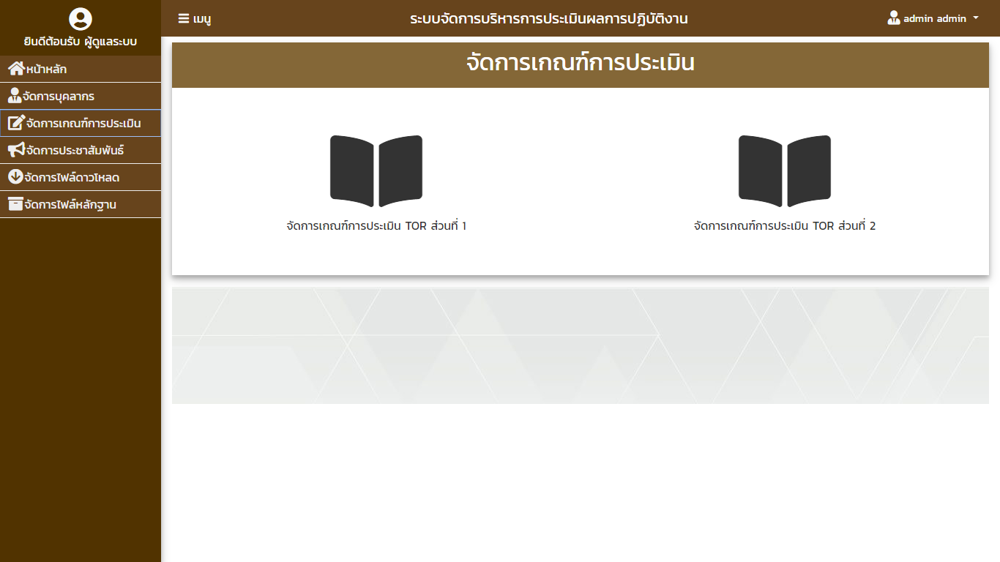 ยินดีต้อนรับ ผู้ดูแลระบบ
หน้าหลัก
จัดการบุคลากร
จัดการเกณฑ์การประเมิน
จัดการประชาสัมพันธ์
จัดการไฟล์ดาวโหลด
จัดการไฟล์หลักฐาน
เมนู
ระบบจัดการบริหารการประเมินผลการปฏิบัติงาน
admin admin
จัดการเกณฑ์การประเมิน
จัดการเกณฑ์การประเมิน TOR ส่วนที่ 1
จัดการเกณฑ์การประเมิน TOR ส่วนที่ 2